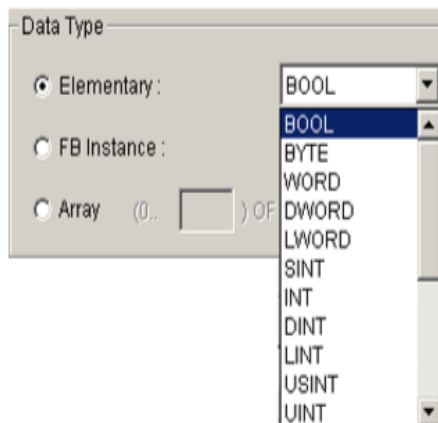 Data Type
Elementary : BOOL
BOOL
FB Instance :
BYTE
WORD
Array (0.. ) OF DWORD
LWORD
SINT
INT
DINT
LINT
USINT
UINT